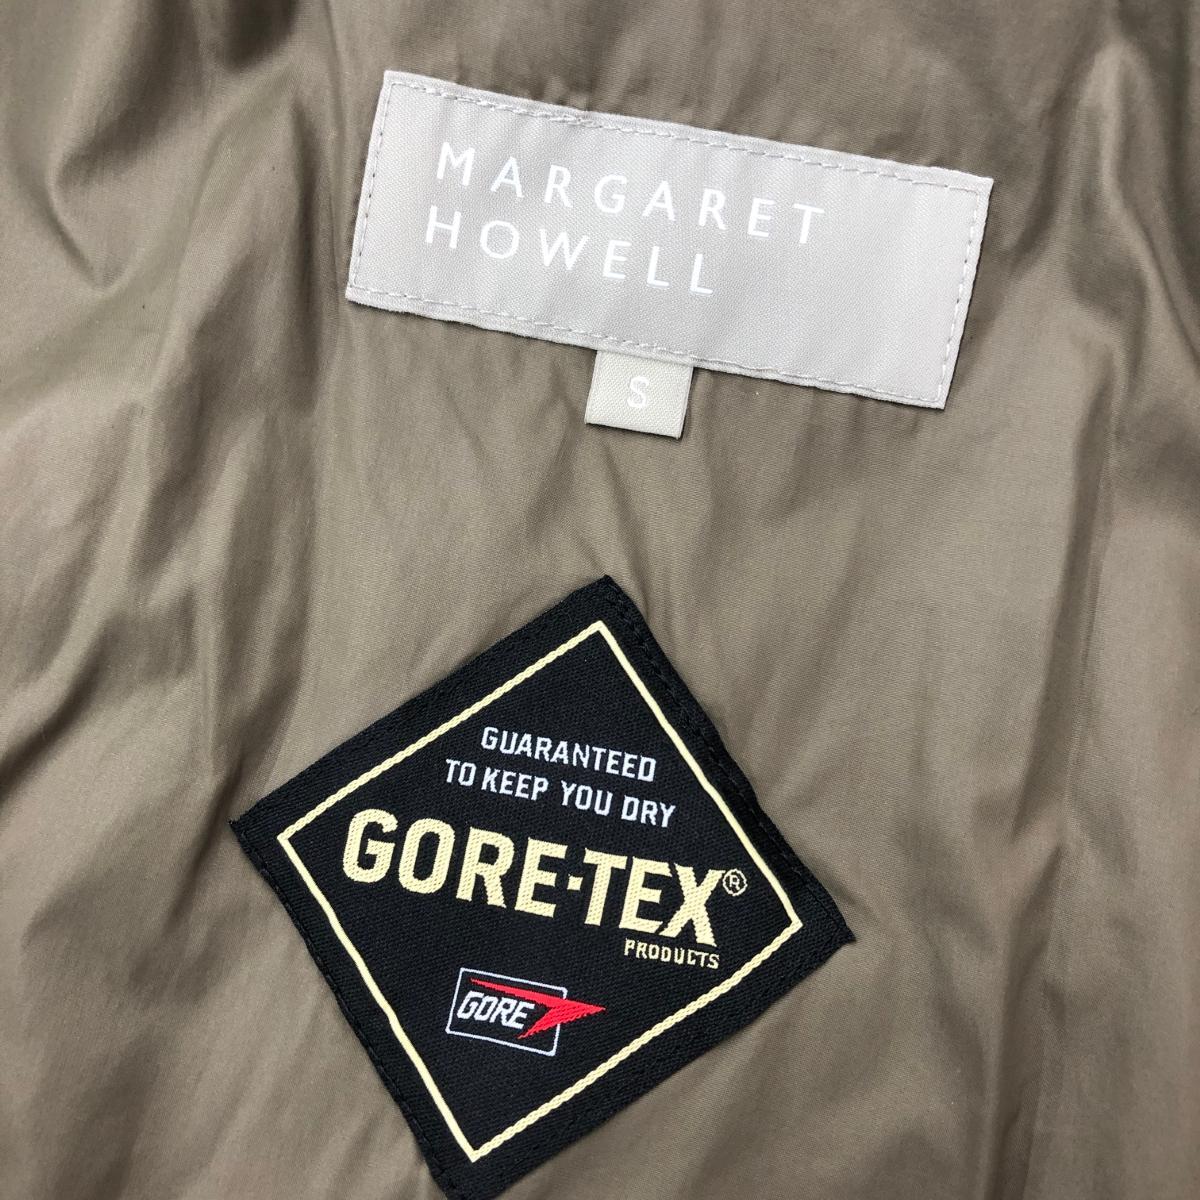 MARGARET
HOWELL
S
GUARANTEED
TO KEEP YOU DRY
GORE-TEX®
PRODUCTS
GORE